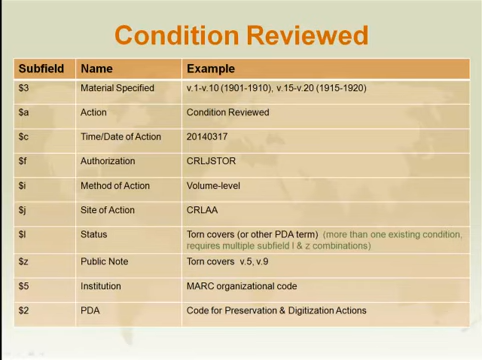 Condition Reviewed
Subfield Name Example
$3 Material Specified v.1-v.10 (1901-1910), v.15-v.20 (1915-1920)
$a Action Condition Reviewed
$c Time/Date of Action 20140317
$f Authorization CRLJSTOR
$i Method of Action Volume-level
$j Site of Action CRLAA
$l Status Torn covers (or other PDA term) (more than one existing condition,
requires multiple subfield l & z combinations)
$z Public Note Torn covers v.5, v.9
$5 Institution MARC organizational code
$2 PDA Code for Preservation & Digitization Actions